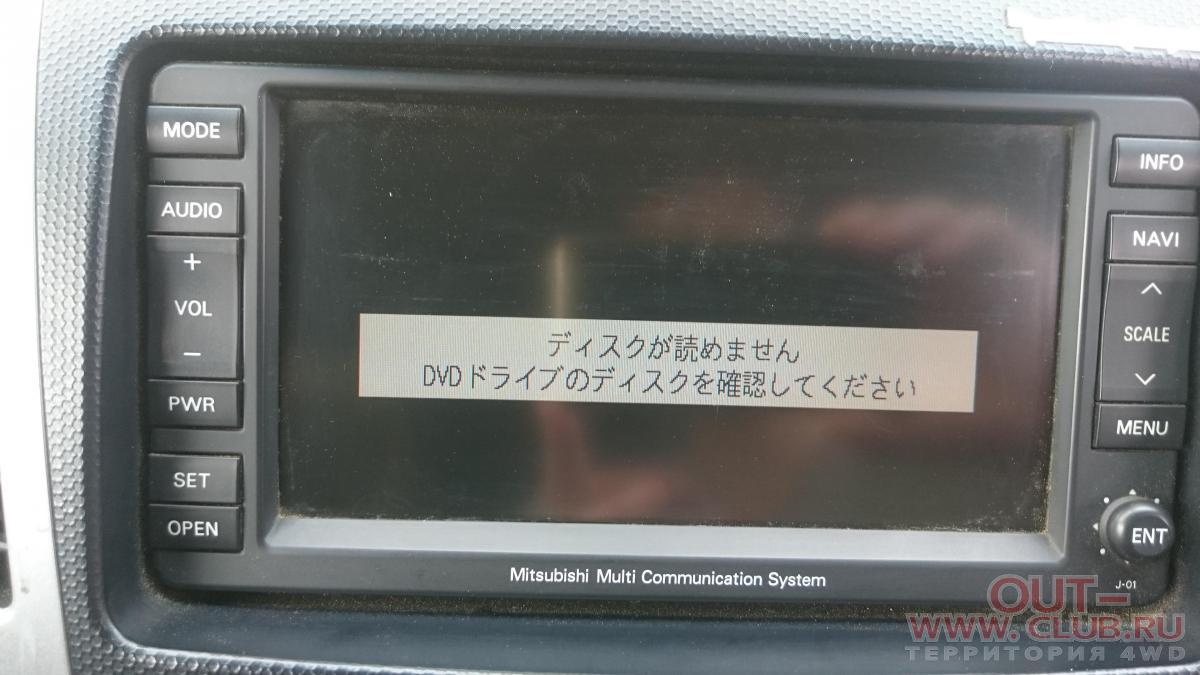 MODE
AUDIO
+
VOL
−
PWR
SET
OPEN
ディスクが読めません
DVDドライブのディスクを確認してください
Mitsubishi Multi Communication System
INFO
NAVI
SCALE
MENU
ENT
J-01
OUT-
WWW.CLUB.RU
ТЕРРИТОРИЯ 4WD